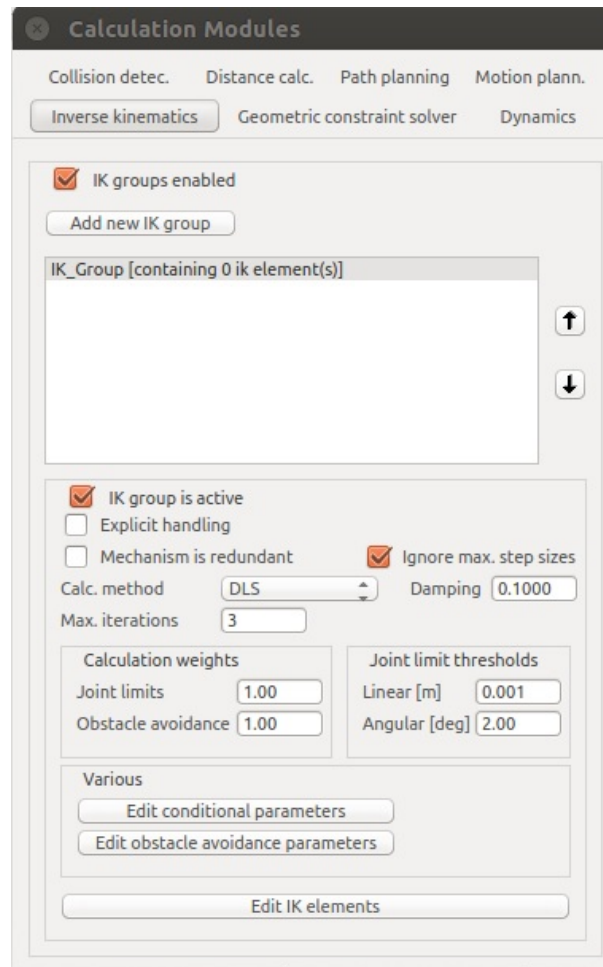 Calculation Modules
Collision detec. Distance calc. Path planning Motion plann.
Inverse kinematics Geometric constraint solver Dynamics
IK groups enabled
Add new IK group
IK_Group [containing 0 ik element(s)]
IK group is active
Explicit handling
Mechanism is redundant Ignore max. step sizes
Calc. method DLS Damping 0.1000
Max. iterations 3
Calculation weights Joint limit thresholds
Joint limits 1.00 Linear [m] 0.001
Obstacle avoidance 1.00 Angular [deg] 2.00
Various
Edit conditional parameters
Edit obstacle avoidance parameters
Edit IK elements